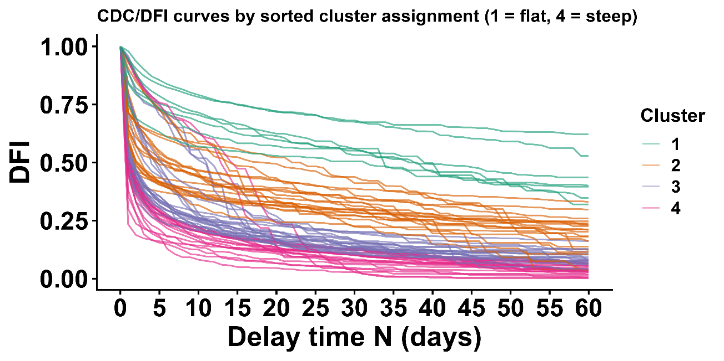 CDC/DFI curves by sorted cluster assignment (1 = flat, 4 = steep)
1.00
0.75
0.50
0.25
0.00
DFI
0 5 10 15 20 25 30 35 40 45 50 55 60
Delay time N (days)
Cluster
1
2
3
4